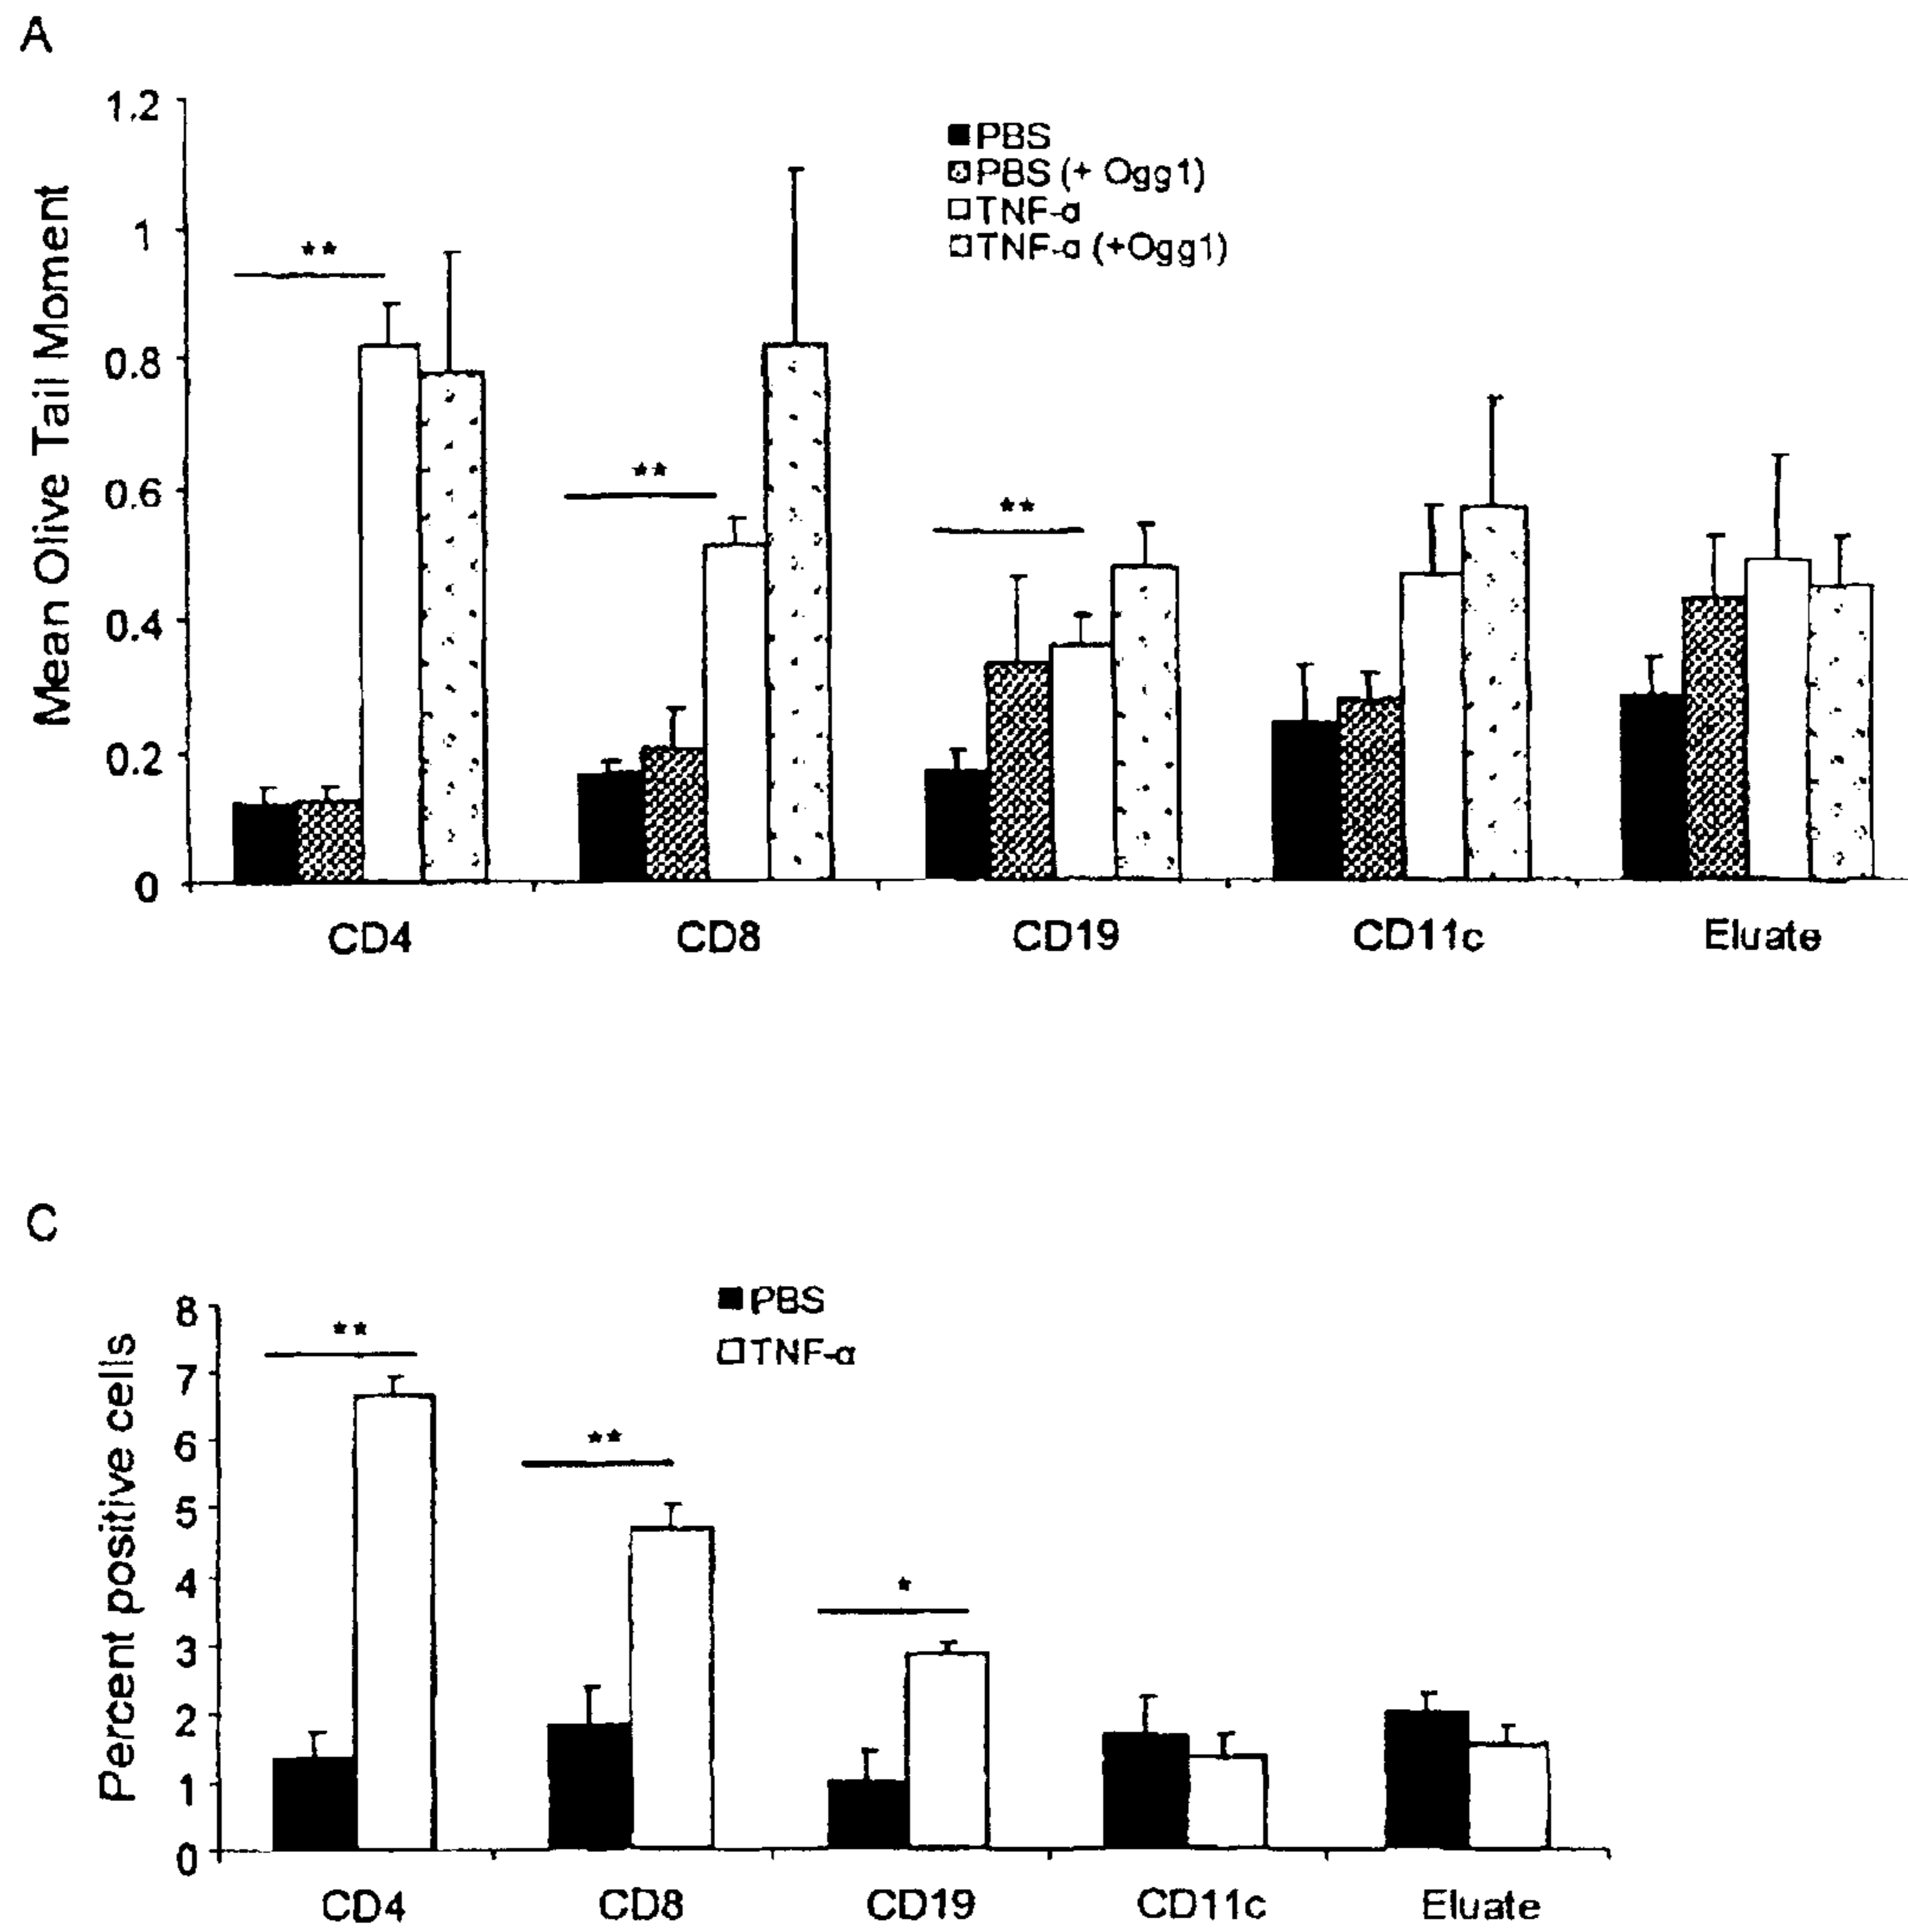 A
Mean Olive Tail Moment
1.2
1
0.8
0.6
0.4
0.2
0
PBS
PBS (+ Ogg1)
TNF-α
TNF-α (+Ogg1)
**
**
**
CD4 CD8 CD19 CD11c Eluate
C
Percent positive cells
8
7
6
5
4
3
2
1
0
PBS
TNF-α
**
**
*
CD4 CD8 CD19 CD11c Eluate